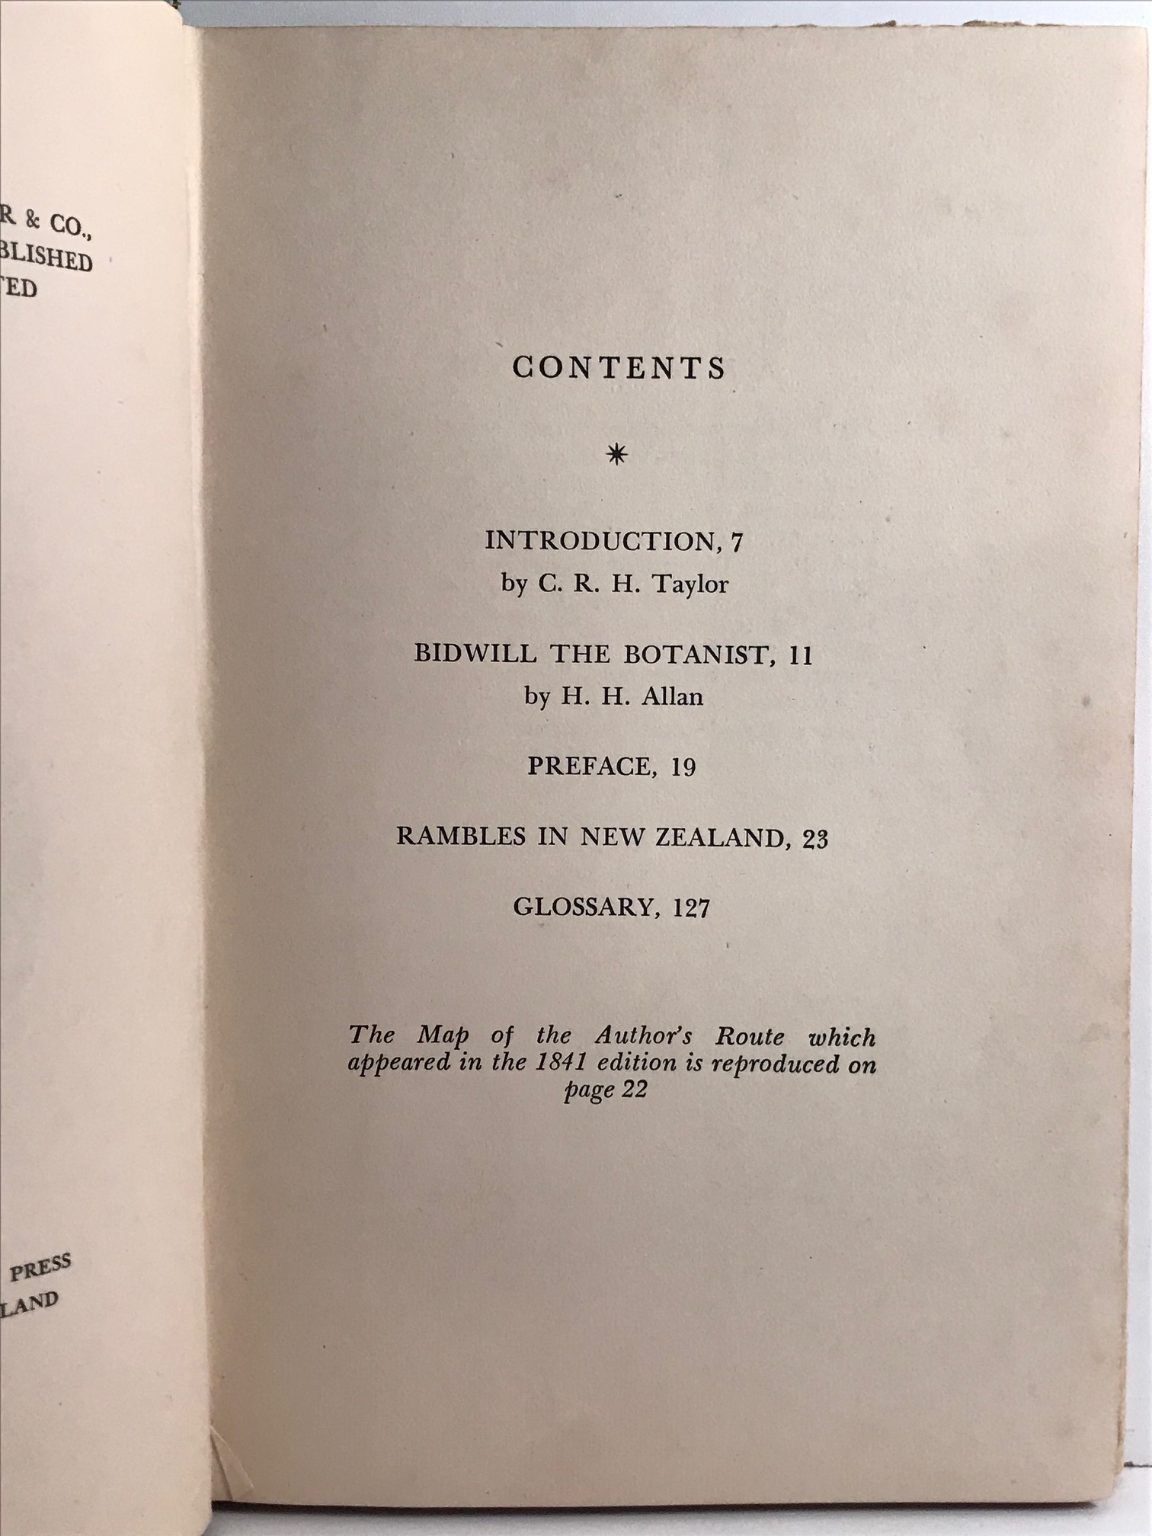 R & CO.,
BLISHED
TED
PRESS
LAND
CONTENTS
INTRODUCTION, 7
by C. R. H. Taylor
BIDWILL THE BOTANIST, 11
by H. H. Allan
PREFACE, 19
RAMBLES IN NEW ZEALAND, 23
GLOSSARY, 127
The Map of the Author's Route which
appeared in the 1841 edition is reproduced on
page 22